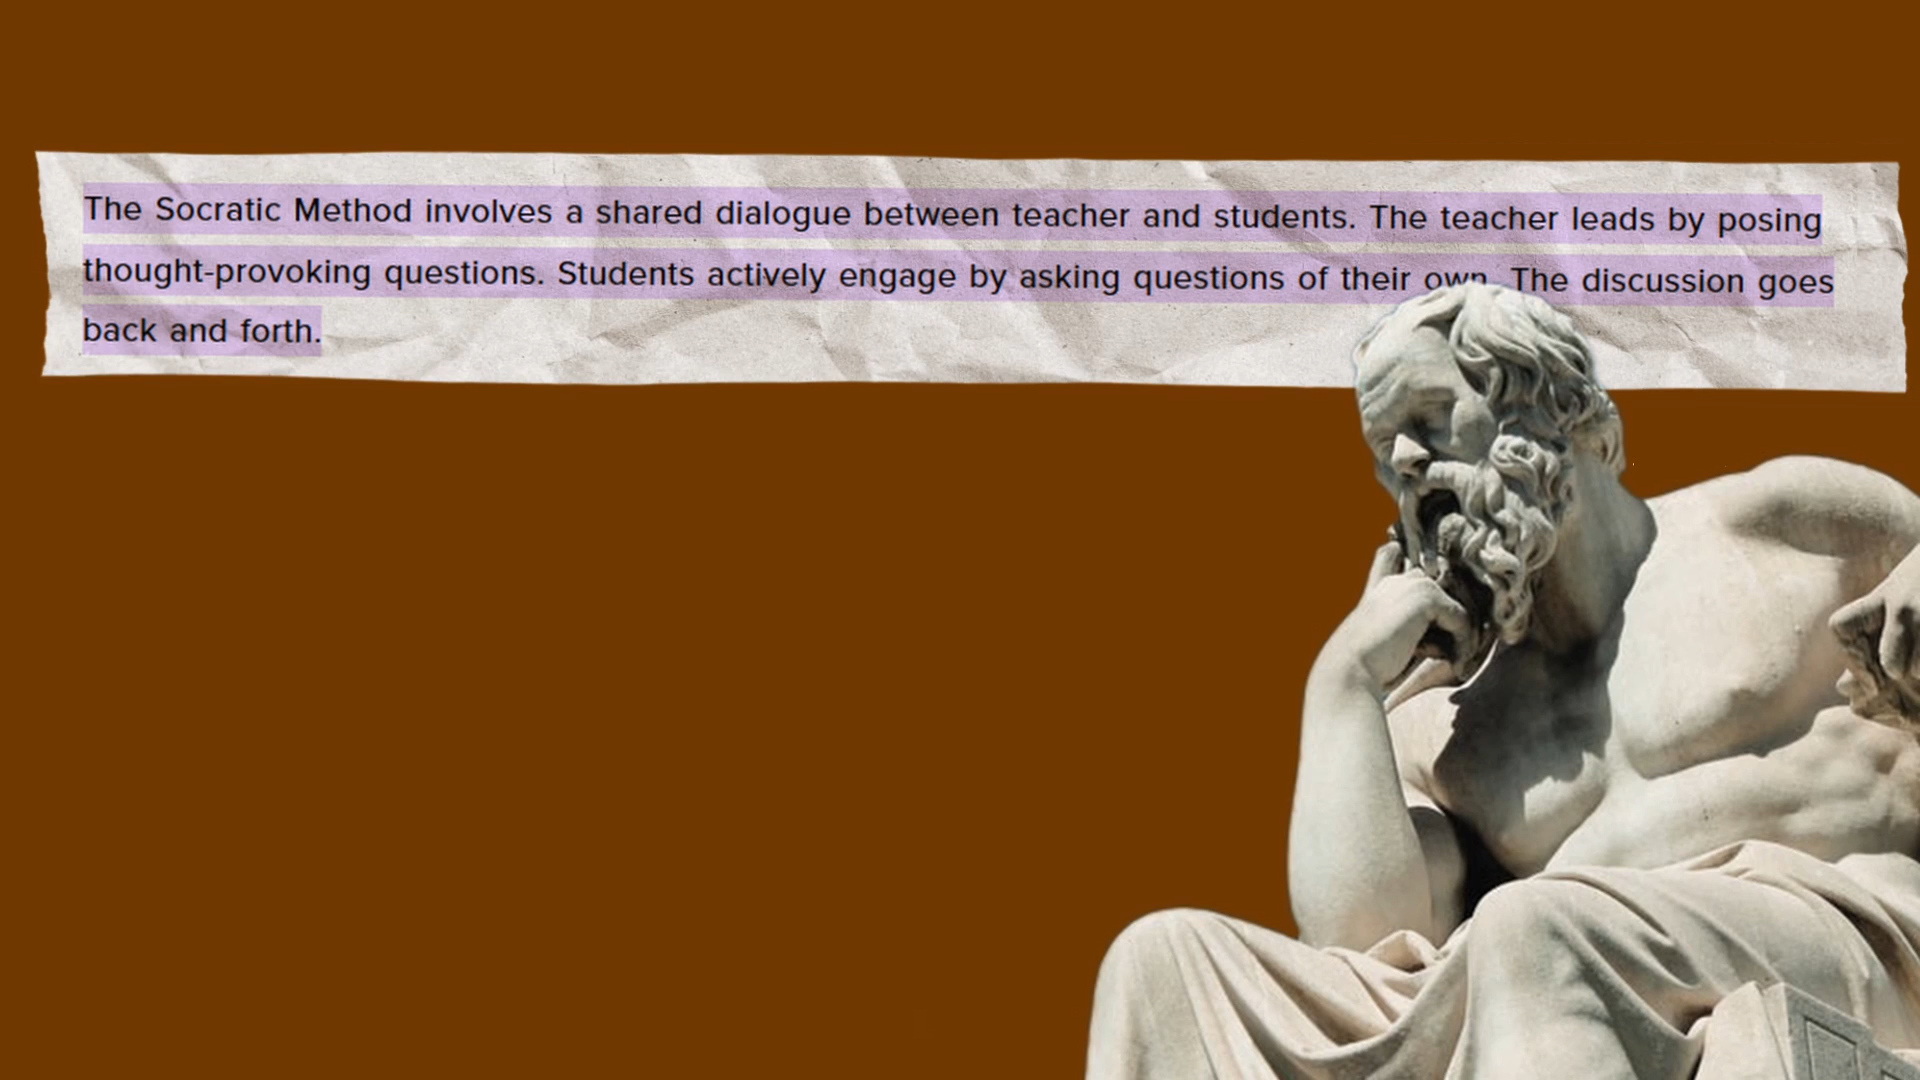 The Socratic Method involves a shared dialogue between teacher and students. The teacher leads by posing
thought-provoking questions. Students actively engage by asking questions of their own. The discussion goes
back and forth.